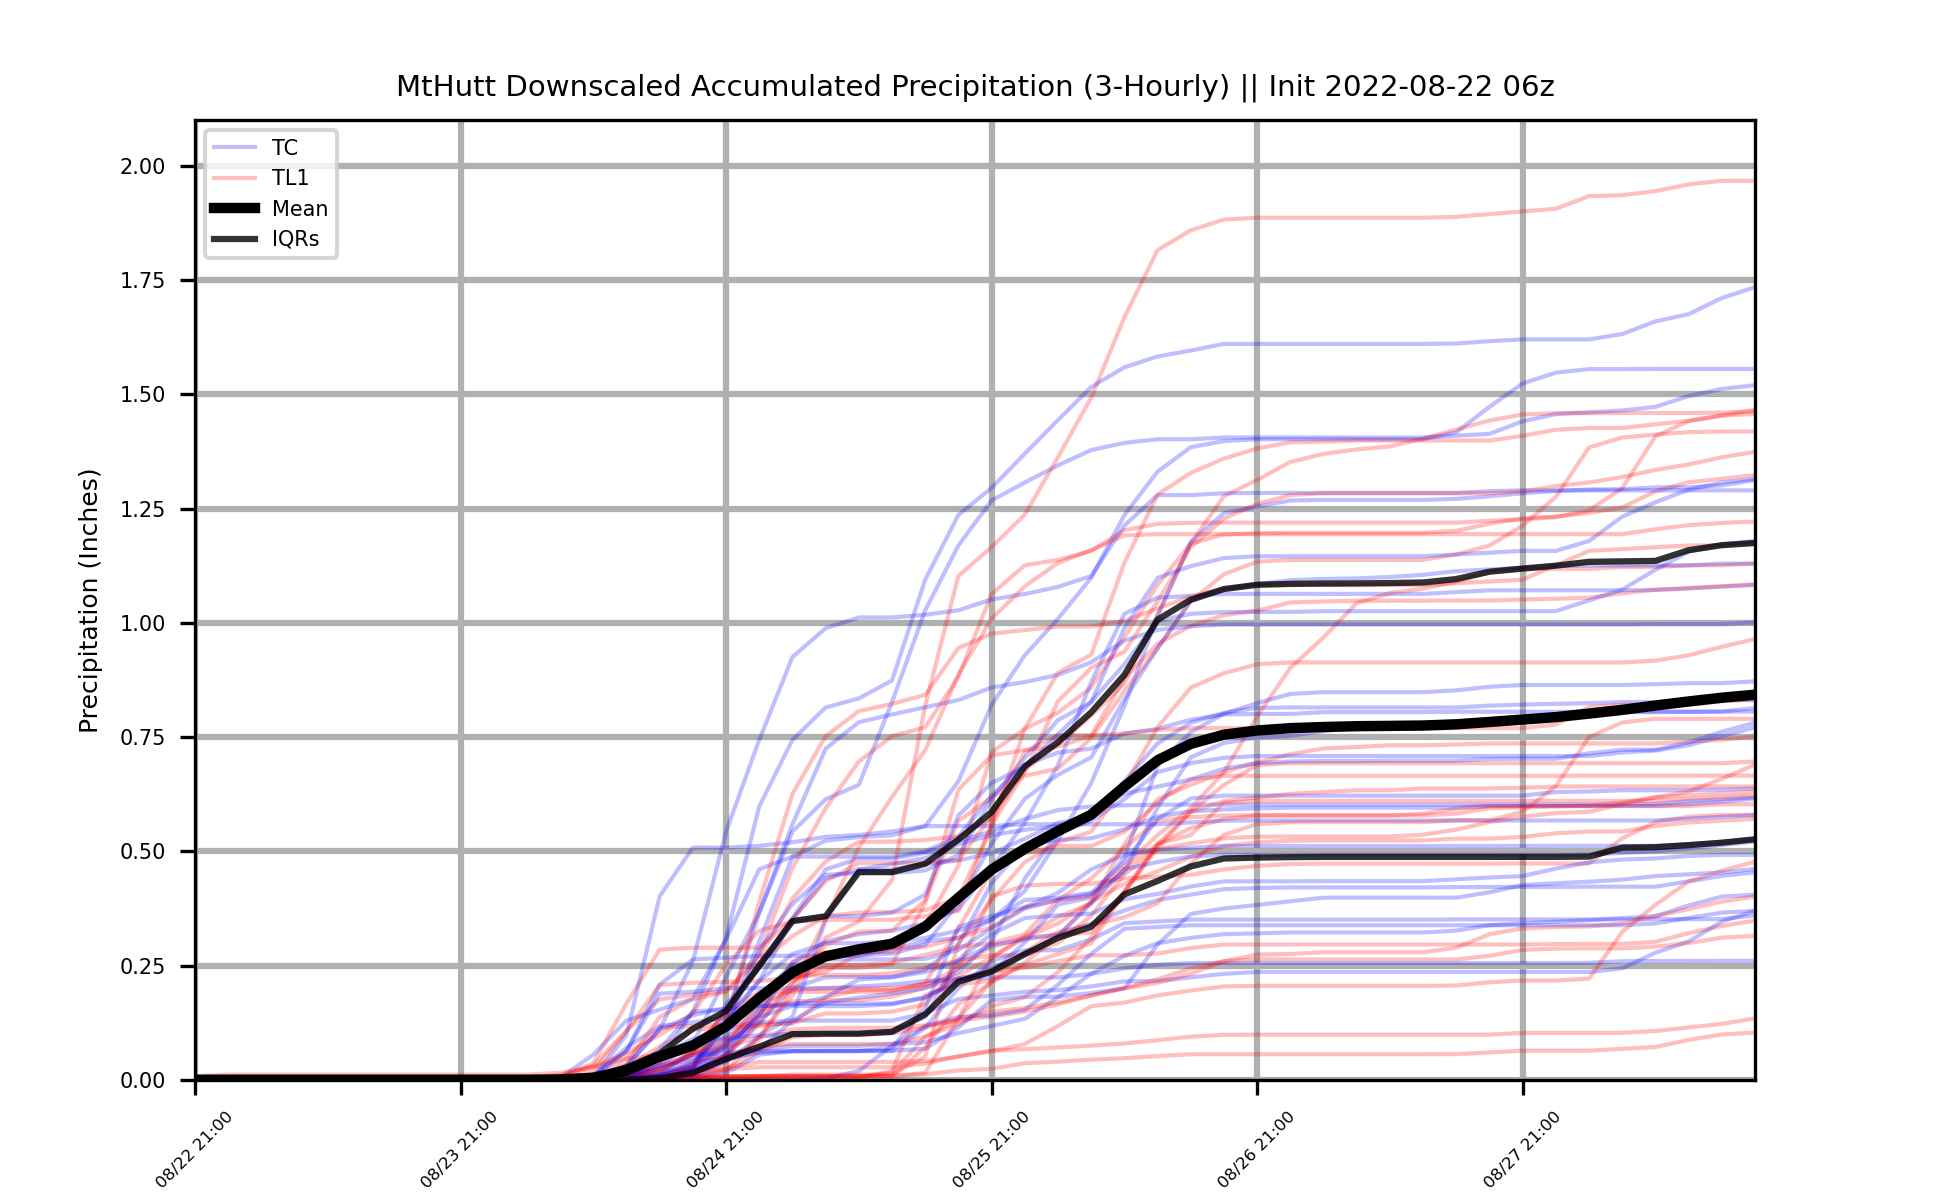 MtHutt Downscaled Accumulated Precipitation (3-Hourly) || Init 2022-08-22 06z
TC
TL1
Mean
IQRs
Precipitation (Inches)
2.00
1.75
1.50
1.25
1.00
0.75
0.50
0.25
0.00
08/22 21:00
08/23 21:00
08/24 21:00
08/25 21:00
08/26 21:00
08/27 21:00